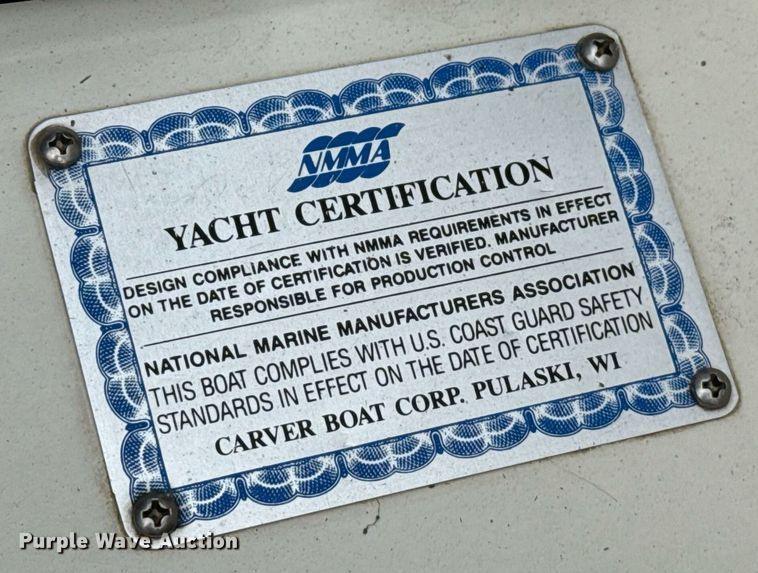 NMMA
YACHT CERTIFICATION
DESIGN COMPLIANCE WITH NMMA REQUIREMENTS IN EFFECT
ON THE DATE OF CERTIFICATION IS VERIFIED. MANUFACTURER
RESPONSIBLE FOR PRODUCTION CONTROL
NATIONAL MARINE MANUFACTURERS ASSOCIATION
THIS BOAT COMPLIES WITH U.S. COAST GUARD SAFETY
STANDARDS IN EFFECT ON THE DATE OF CERTIFICATION
CARVER BOAT CORP. PULASKI, WI
Purple Wave Auction